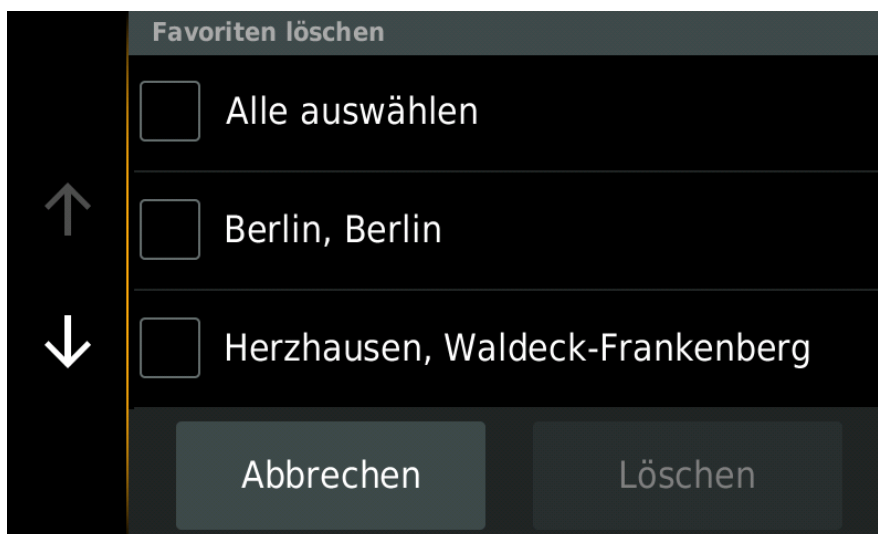 Favoriten löschen
Alle auswählen
Berlin, Berlin
Herzhausen, Waldeck-Frankenberg
Abbrechen Löschen